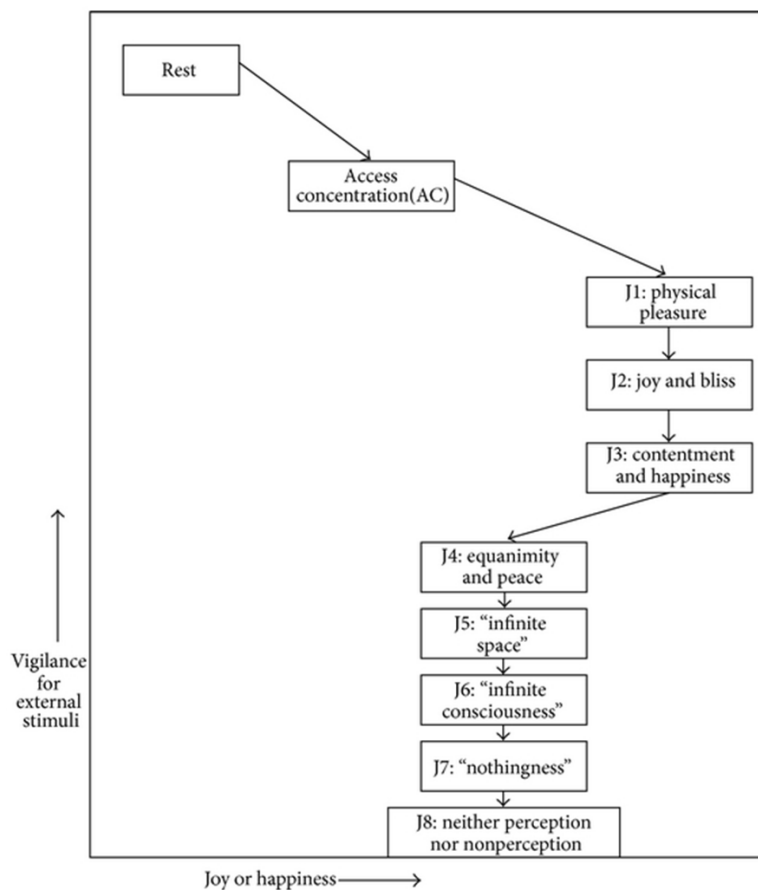 Rest
Access
concentration(AC)
J1: physical
pleasure
J2: joy and bliss
J3: contentment
and happiness
J4: equanimity
and peace
J5: “infinite
space”
J6: “infinite
consciousness”
J7: “nothingness”
J8: neither perception
nor nonperception
Vigilance
for
external
stimuli
Joy or happiness